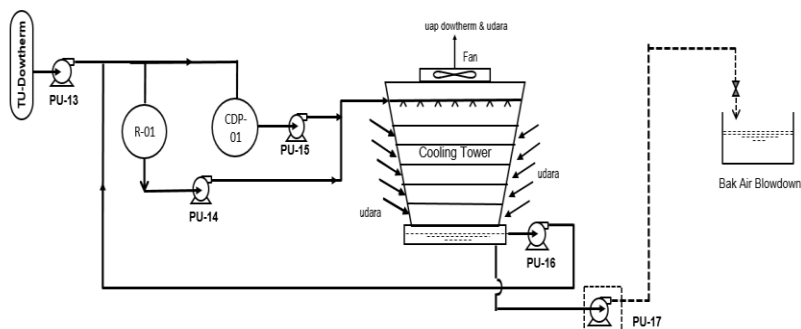 uap dowtherm & udara
Fan
TU-Dowtherm
PU-13
R-01
CDP-
01
PU-15
Cooling Tower
udara
udara
PU-14
PU-16
PU-17
Bak Air Blowdown